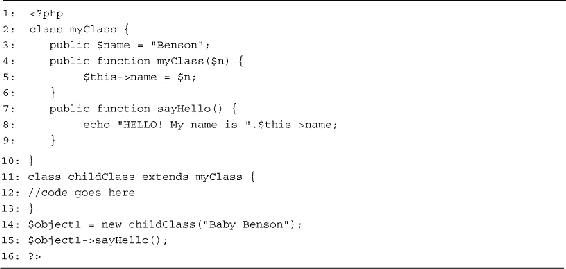 1: <?php
2: class myClass {
3: public $name = "Benson";
4: public function myClass($n) {
5: $this->name = $n;
6: }
7: public function sayHello() {
8: echo "HELLO! My name is ".$this >name;
9: }
10: }
11: class childClass extends myClass {
12: //code goes here
13: }
14: $object1 = new childClass("Baby Benson");
15: $object1->sayHello();
16: ?>